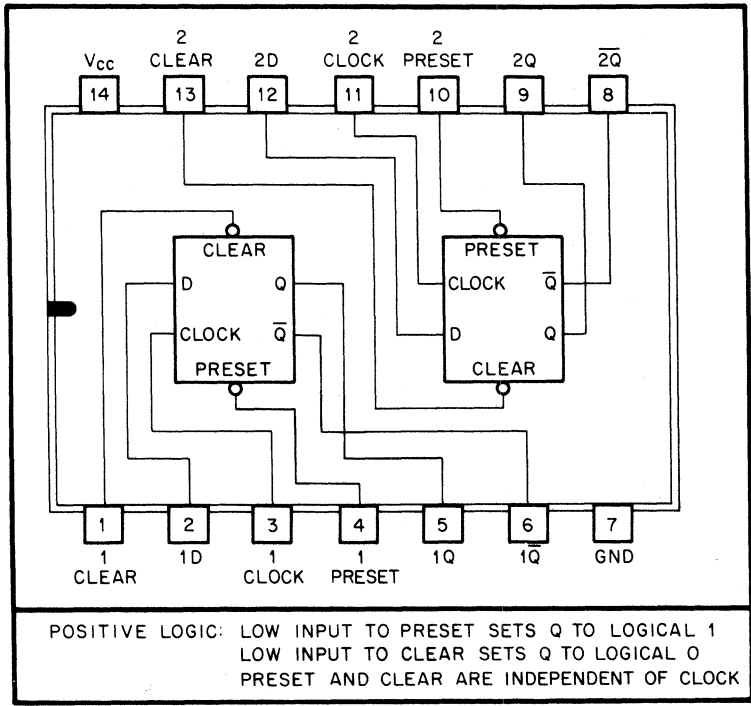 2 2 2
Vcc CLEAR 2D CLOCK PRESET 2Q 2Q̅
14 13 12 11 10 9 8
CLEAR PRESET
D Q CLOCK Q̅
CLOCK Q̅ D Q
PRESET CLEAR
1 2 3 4 5 6 7
1 1D 1 1 1Q 1Q̅ GND
CLEAR CLOCK PRESET
POSITIVE LOGIC: LOW INPUT TO PRESET SETS Q TO LOGICAL 1
LOW INPUT TO CLEAR SETS Q TO LOGICAL 0
PRESET AND CLEAR ARE INDEPENDENT OF CLOCK